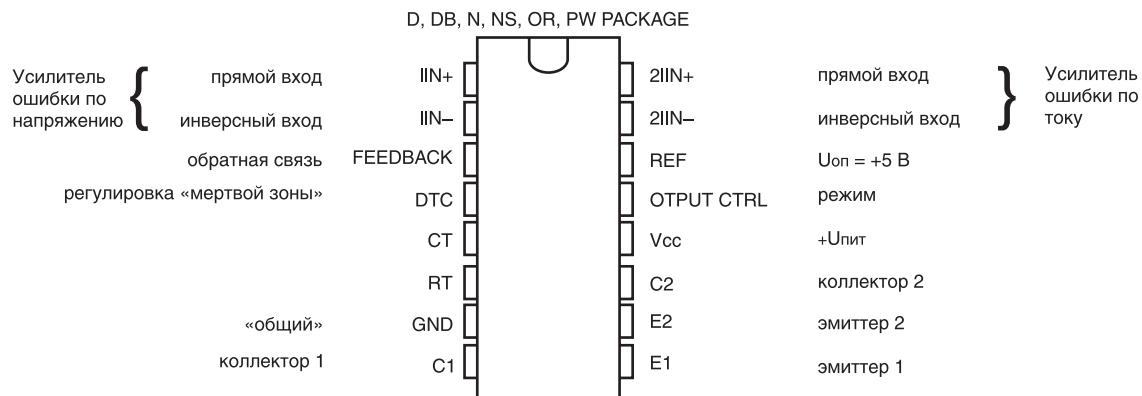 D, DB, N, NS, OR, PW PACKAGE
Усилитель ошибки по напряжению
прямой вход IIN+ 2IIN+ прямой вход
Усилитель ошибки по току
инверсный вход IIN– 2IIN– инверсный вход
обратная связь FEEDBACK REF Uоп = +5 В
регулировка «мертвой зоны» DTC OTPUT CTRL режим
CT Vcc +Uпит
RT C2 коллектор 2
«общий» GND E2 эмиттер 2
коллектор 1 C1 E1 эмиттер 1